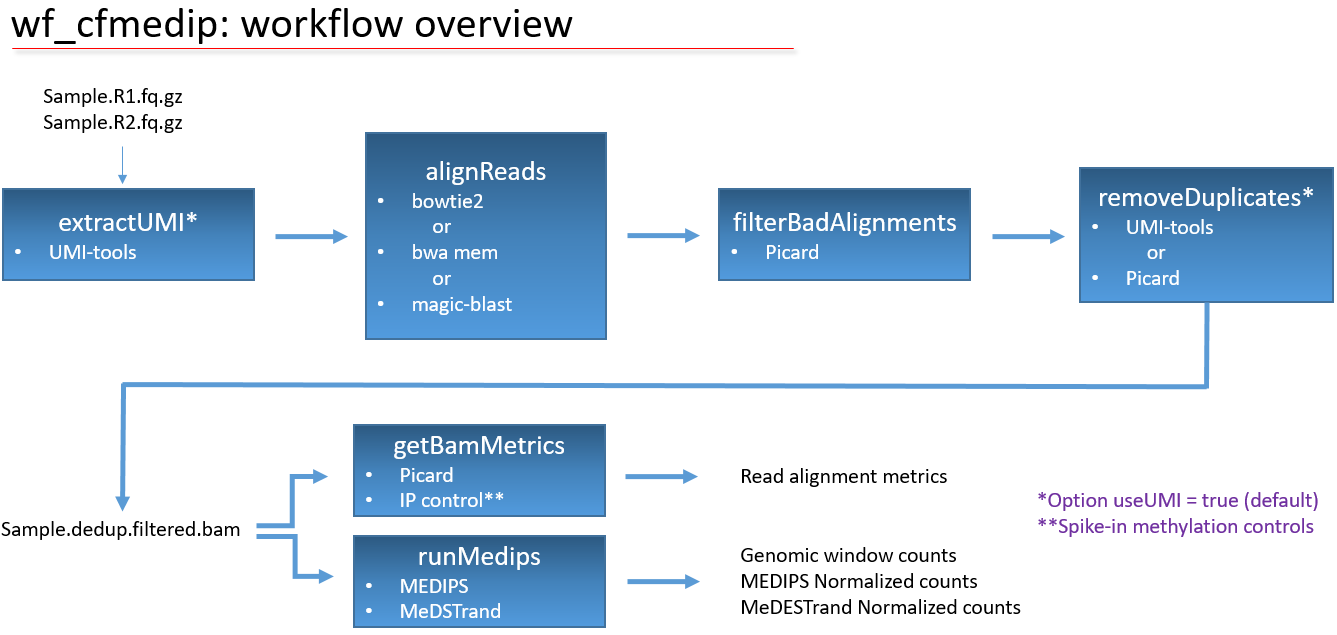 wf_cfmedip: workflow overview
Sample.R1.fq.gz
Sample.R2.fq.gz
extractUMI*
• UMI-tools
alignReads
• bowtie2
or
• bwa mem
or
• magic-blast
filterBadAlignments
• Picard
removeDuplicates*
• UMI-tools
or
• Picard
Sample.dedup.filtered.bam
getBamMetrics
• Picard
• IP control**
Read alignment metrics
runMedips
• MEDIPS
• MeDSTrand
Genomic window counts
MEDIPS Normalized counts
MeDESTrand Normalized counts
*Option useUMI = true (default)
**Spike-in methylation controls